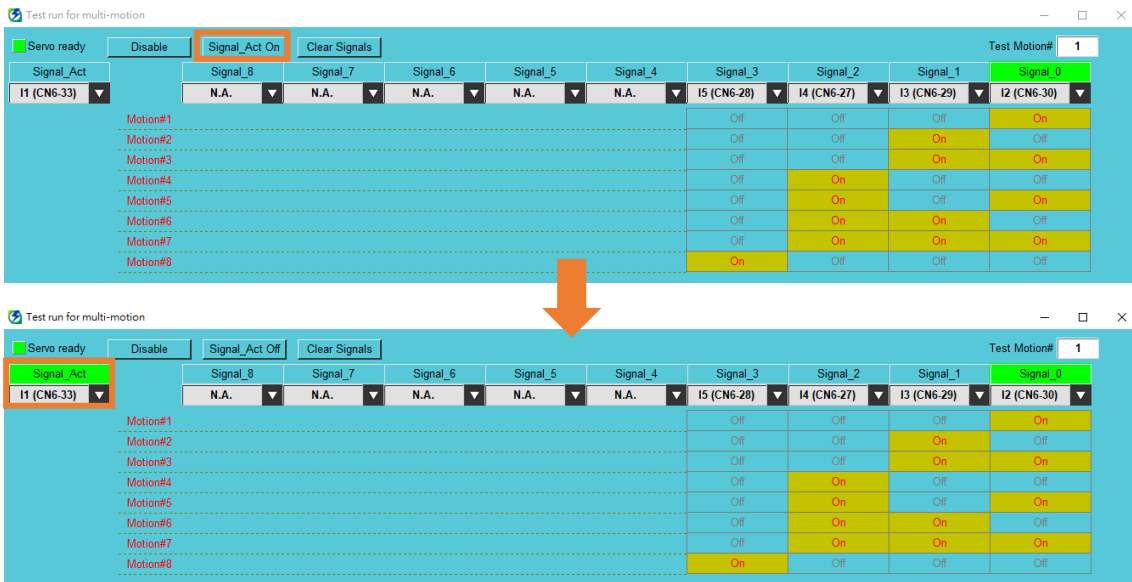 Test run for multi-motion
Servo ready Disable Signal_Act On Clear Signals Test Motion# 1
Signal_Act Signal_8 Signal_7 Signal_6 Signal_5 Signal_4 Signal_3 Signal_2 Signal_1 Signal_0
I1 (CN6-33) N.A. N.A. N.A. N.A. N.A. I5 (CN6-28) I4 (CN6-27) I3 (CN6-29) I2 (CN6-30)
Motion#1 Off Off Off On
Motion#2 Off Off On Off
Motion#3 Off Off On On
Motion#4 Off On Off Off
Motion#5 Off On Off On
Motion#6 Off On On Off
Motion#7 Off On On On
Motion#8 On Off Off Off
Test run for multi-motion
Servo ready Disable Signal_Act Off Clear Signals Test Motion# 1
Signal_Act Signal_8 Signal_7 Signal_6 Signal_5 Signal_4 Signal_3 Signal_2 Signal_1 Signal_0
I1 (CN6-33) N.A. N.A. N.A. N.A. N.A. I5 (CN6-28) I4 (CN6-27) I3 (CN6-29) I2 (CN6-30)
Motion#1 Off Off Off On
Motion#2 Off Off On Off
Motion#3 Off Off On On
Motion#4 Off On Off Off
Motion#5 Off On Off On
Motion#6 Off On On Off
Motion#7 Off On On On
Motion#8 On Off Off Off